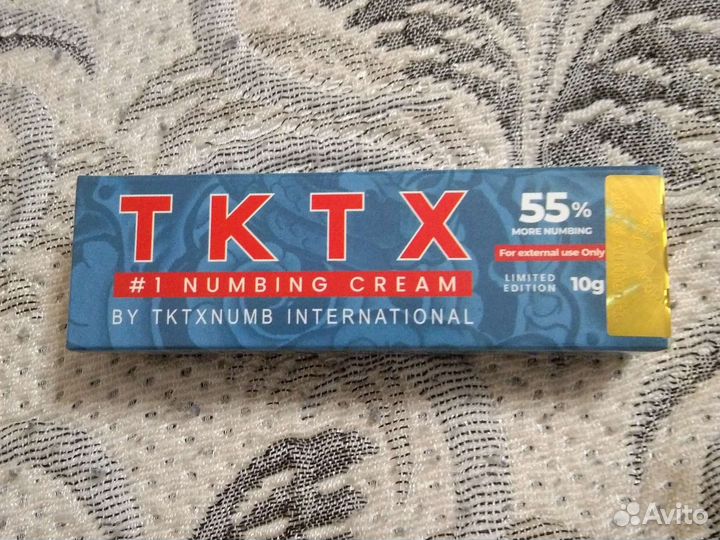 TKTX
#1 NUMBING CREAM
BY TKTXNUMB INTERNATIONAL
55%
MORE NUMBING
For external use Only
LIMITED
EDITION
10g
Avito